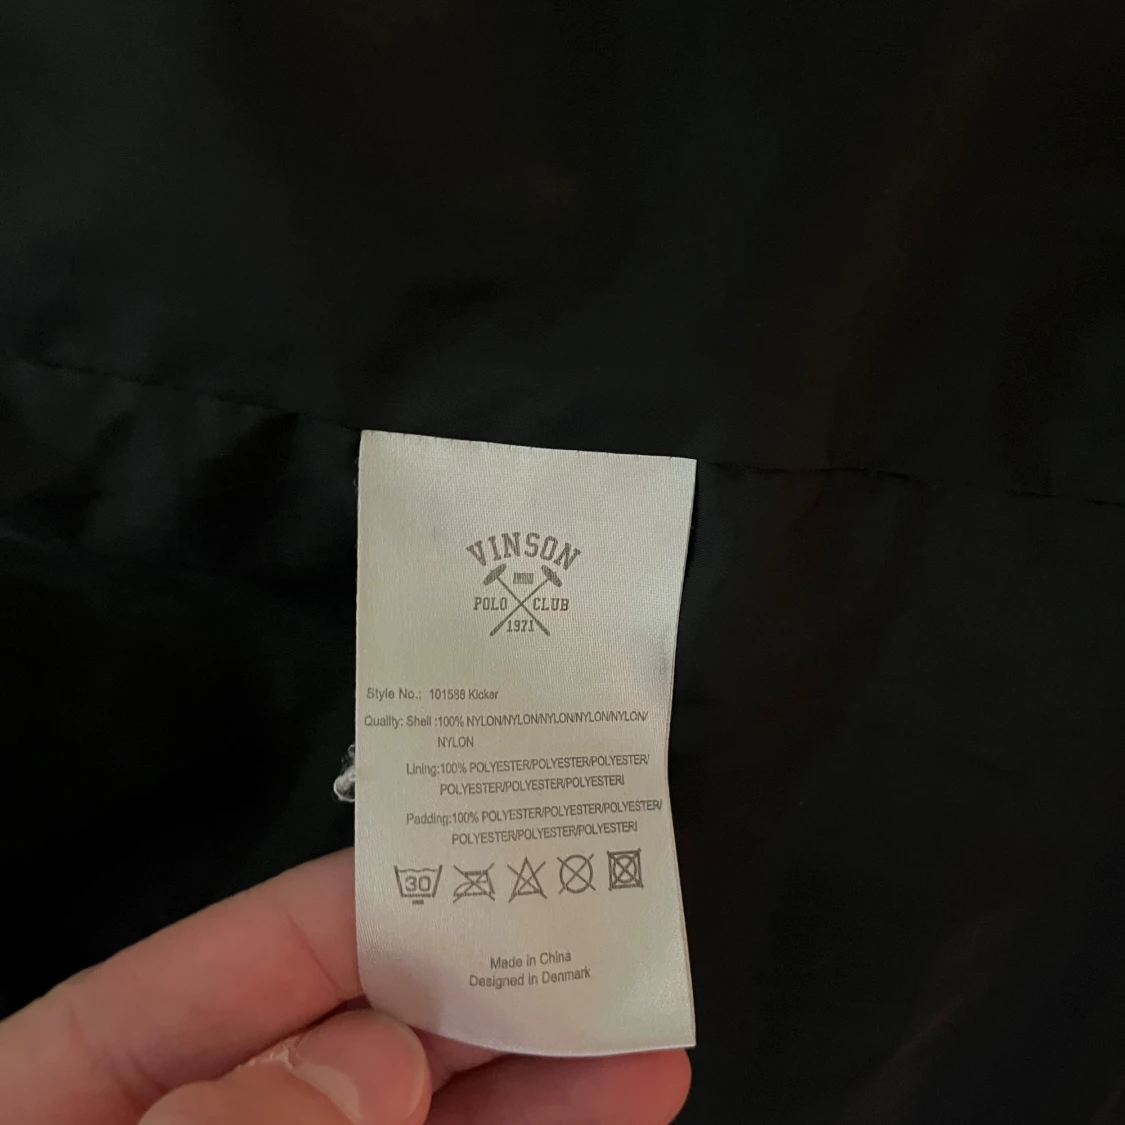 VINSON
POLO CLUB
1971
Style No.: 101588 Kicker
Quality: Shell :100% NYLON/NYLON/NYLON/NYLON/NYLON/
NYLON
Lining:100% POLYESTER/POLYESTER/POLYESTER/
POLYESTER/POLYESTER/POLYESTERI
Padding:100% POLYESTER/POLYESTER/POLYESTER/
POLYESTER/POLYESTER/POLYESTERI
30
Made in China
Designed in Denmark